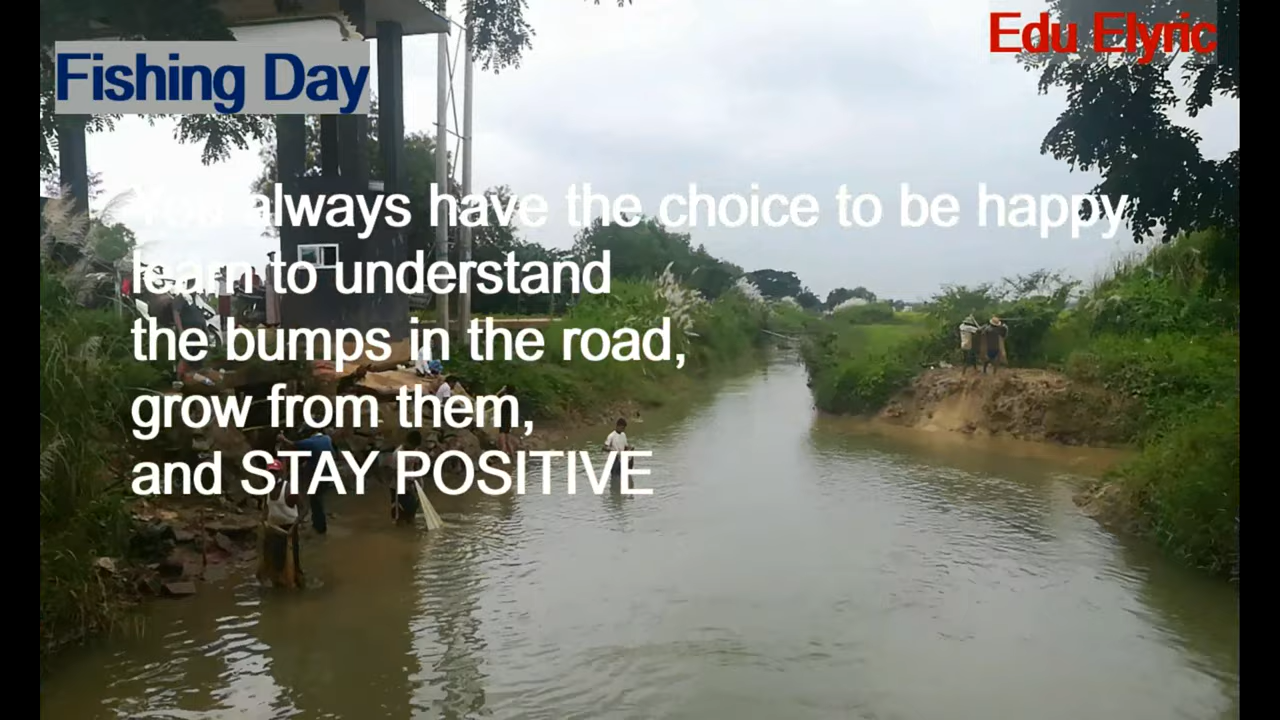 Edu Elyric
Fishing Day
You always have the choice to be happy
learn to understand
the bumps in the road,
grow from them,
and STAY POSITIVE